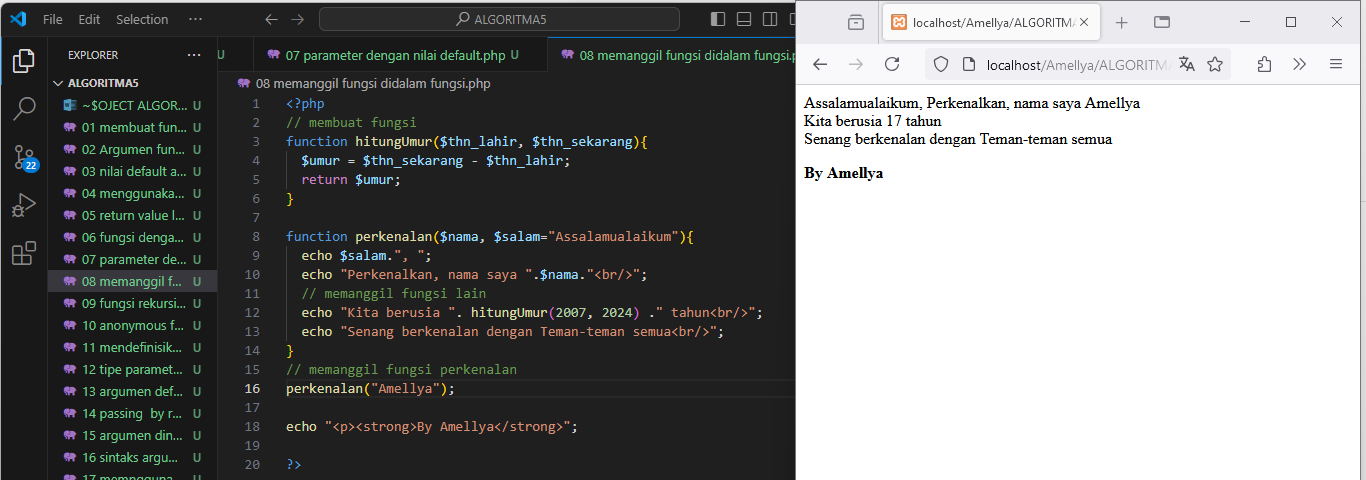 File Edit Selection ··· ALGORITMA5
EXPLORER ···
ALGORITMA5
~$OJECT ALGOR... U
01 membuat fun... U
02 Argumen fun... U
03 nilai default a... U
04 menggunaka... U
05 return value l... U
06 fungsi denga... U
07 parameter de... U
08 memanggil f... U
09 fungsi rekursi... U
10 anonymous f... U
11 mendefinisik... U
12 tipe paramet... U
13 argumen def... U
14 passing by r... U
15 argumen din... U
16 sintaks argu... U
22
U 07 parameter dengan nilai default.php U 08 memanggil fungsi didalam fungsi.p
08 memanggil fungsi didalam fungsi.php
1 <?php
2 // membuat fungsi
3 function hitungUmur($thn_lahir, $thn_sekarang){
4 $umur = $thn_sekarang - $thn_lahir;
5 return $umur;
6 }
7
8 function perkenalan($nama, $salam="Assalamualaikum"){
9 echo $salam.", ";
10 echo "Perkenalkan, nama saya ".$nama."<br/>";
11 // memanggil fungsi lain
12 echo "Kita berusia ". hitungUmur(2007, 2024) ." tahun<br/>";
13 echo "Senang berkenalan dengan Teman-teman semua<br/>";
14 }
15 // memanggil fungsi perkenalan
16 perkenalan("Amellya");
17
18 echo "<p><strong>By Amellya</strong>";
19
20 ?>
localhost/Amellya/ALGORITMA
localhost/Amellya/ALGORITM
Assalamualaikum, Perkenalkan, nama saya Amellya
Kita berusia 17 tahun
Senang berkenalan dengan Teman-teman semua
By Amellya